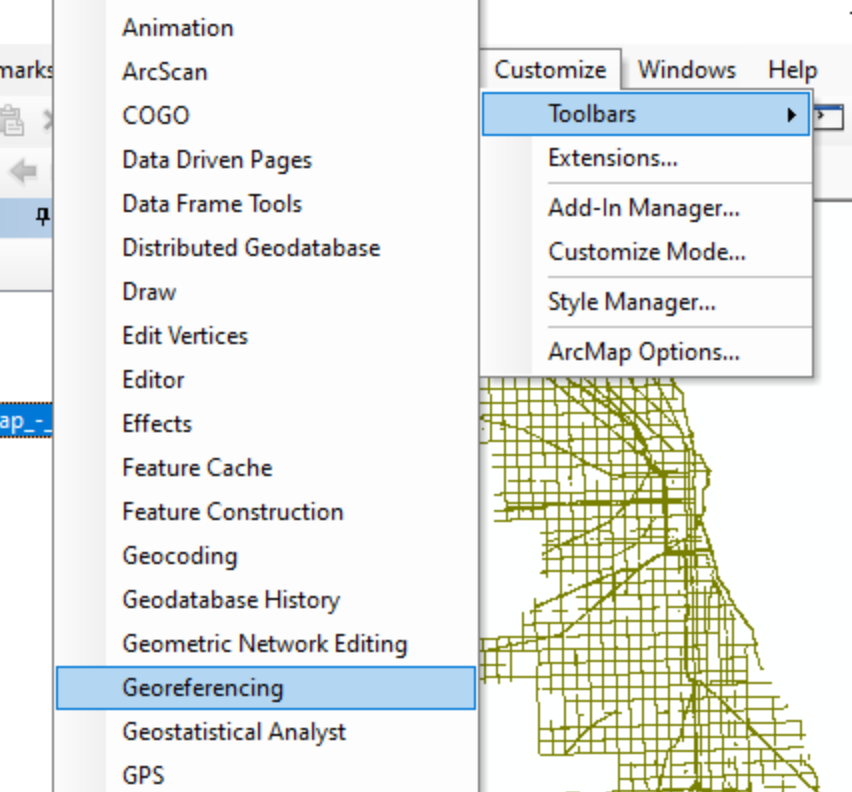 Animation
ArcScan
COGO
Data Driven Pages
Data Frame Tools
Distributed Geodatabase
Draw
Edit Vertices
Editor
Effects
Feature Cache
Feature Construction
Geocoding
Geodatabase History
Geometric Network Editing
Georeferencing
Geostatistical Analyst
GPS
marks
ap_-_
Customize Windows Help
Toolbars
Extensions...
Add-In Manager...
Customize Mode...
Style Manager...
ArcMap Options...